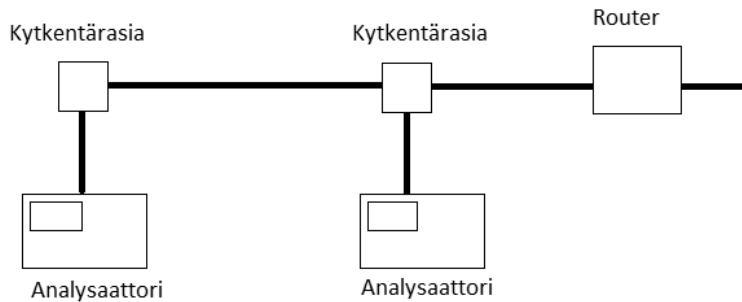 Kytkentärasia
Kytkentärasia
Router
Analysaattori
Analysaattori